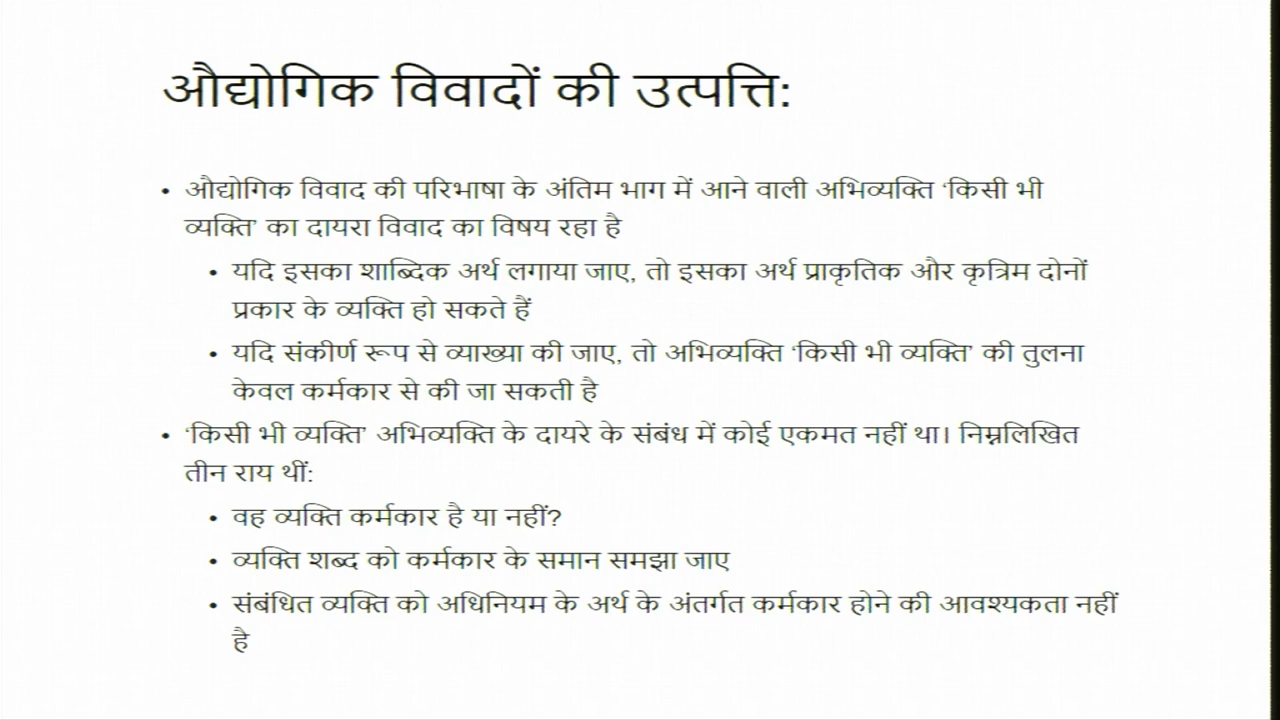 औद्योगिक विवादों की उत्पत्ति:
• औद्योगिक विवाद की परिभाषा के अंतिम भाग में आने वाली अभिव्यक्ति ‘किसी भी
व्यक्ति’ का दायरा विवाद का विषय रहा है
• यदि इसका शाब्दिक अर्थ लगाया जाए, तो इसका अर्थ प्राकृतिक और कृत्रिम दोनों
प्रकार के व्यक्ति हो सकते हैं
• यदि संकीर्ण रूप से व्याख्या की जाए, तो अभिव्यक्ति ‘किसी भी व्यक्ति’ की तुलना
केवल कर्मकार से की जा सकती है
• ‘किसी भी व्यक्ति’ अभिव्यक्ति के दायरे के संबंध में कोई एकमत नहीं था। निम्नलिखित
तीन राय थीं:
• वह व्यक्ति कर्मकार है या नहीं?
• व्यक्ति शब्द को कर्मकार के समान समझा जाए
• संबंधित व्यक्ति को अधिनियम के अर्थ के अंतर्गत कर्मकार होने की आवश्यकता नहीं
है